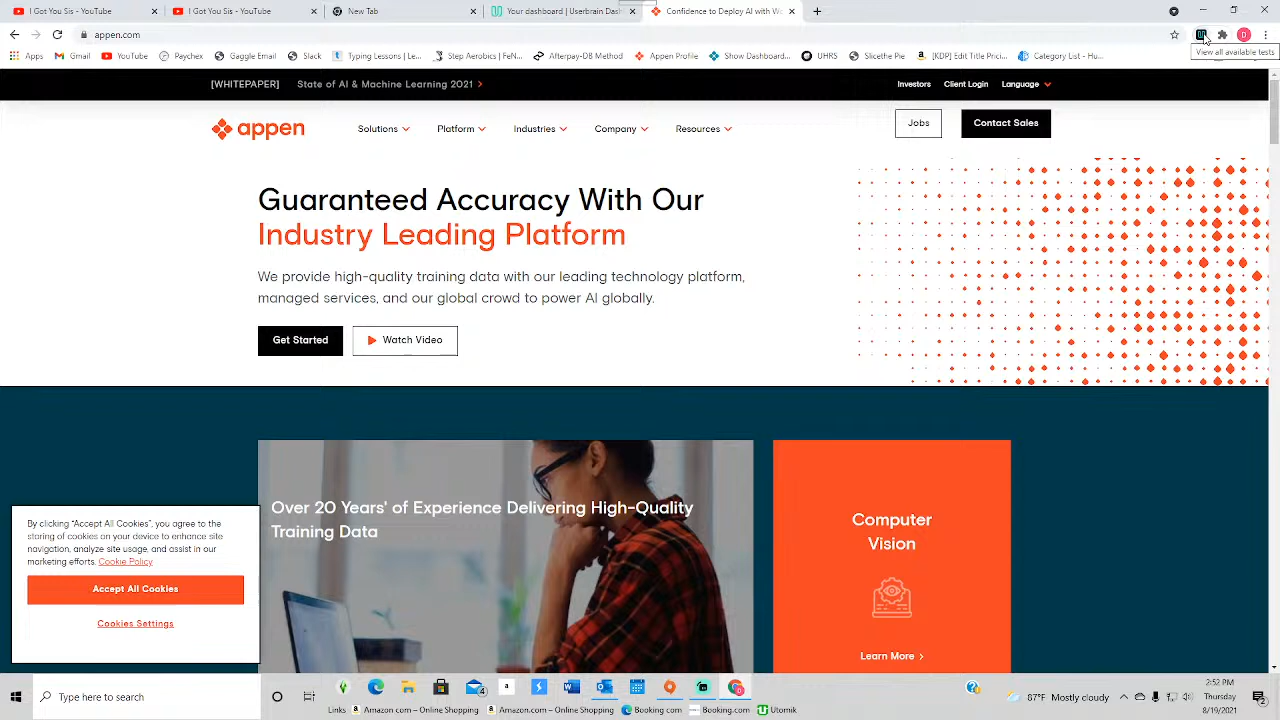 I Got You Sis - YouTube
I Got You Sis - YouTube
New Tab
Your dashboard | Userbrain Da
Confidence to Deploy AI with Wo
appen.com
View all available tests
Apps
Gmail
YouTube
Paychex
Gaggle Email
Slack
Typing Lessons | Le...
Step Aerobics | FeN...
Afterpay-DB Method
Appen Profile
Show Dashboard...
UHRS
Slicethe Pie
[KDP] Edit Title Pric...
Category List - Hu...
[WHITEPAPER] State of AI & Machine Learning 2021
Investors
Client Login
Language
appen
Solutions
Platform
Industries
Company
Resources
Jobs
Contact Sales
Guaranteed Accuracy With Our
Industry Leading Platform
We provide high-quality training data with our leading technology platform,
managed services, and our global crowd to power AI globally.
Get Started
Watch Video
Over 20 Years' of Experience Delivering High-Quality
Training Data
Computer
Vision
Learn More
By clicking "Accept All Cookies", you agree to the
storing of cookies on your device to enhance site
navigation, analyze site usage, and assist in our
marketing efforts. Cookie Policy
Accept All Cookies
Cookies Settings
Type here to search
87°F Mostly cloudy
2:52 PM
Thursday
8/19/2021
Links
Amazon.com – Online Shopping
Amazon.com – Online Shopping
Booking.com
Booking.com
Utomik